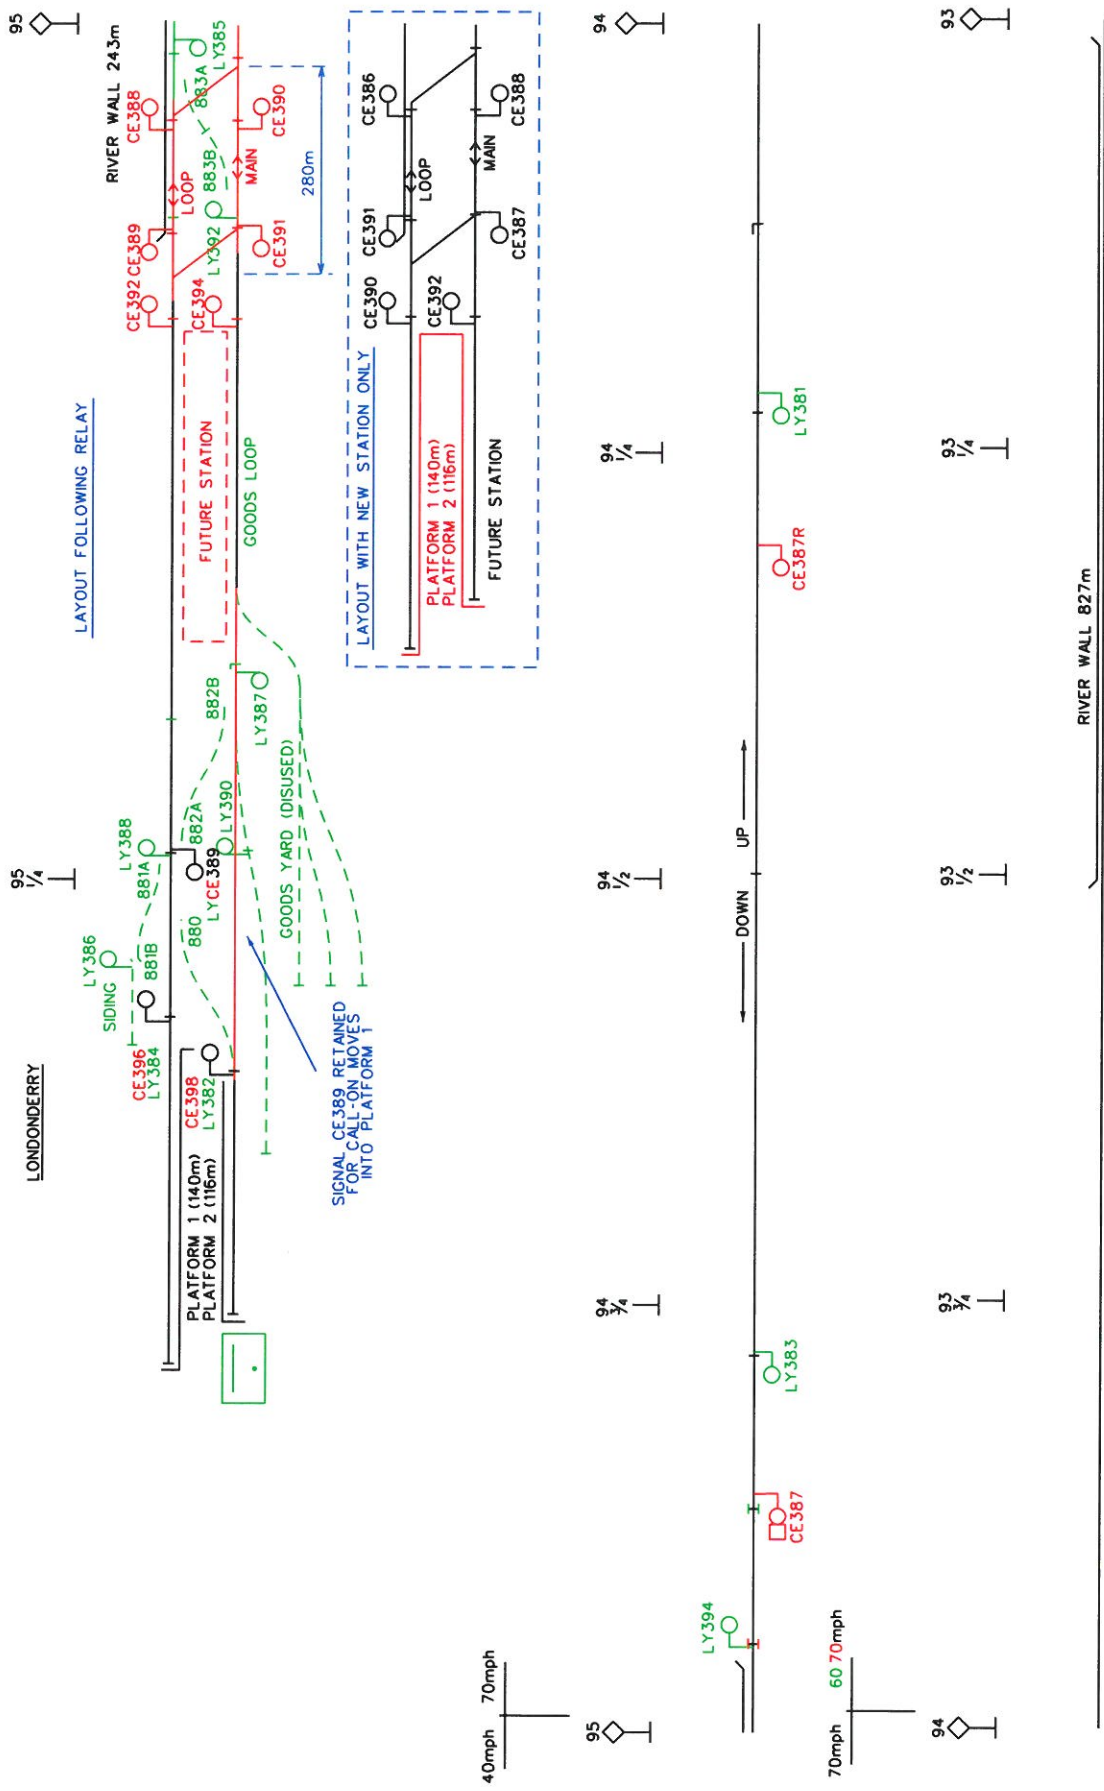 LONDONDERRY
95
1/4
95
LAYOUT FOLLOWING RELAY
RIVER WALL 243m
CE396
LY384
SIDING
LY386
881B
881A
LY388
CE392
CE389
CE388
883A
LY385
PLATFORM 1 (140m)
PLATFORM 2 (116m)
CE398
LY382
880
LYCE389
882A
LY390
882B
LY387
FUTURE STATION
CE394
LY392
883B
LOOP
MAIN
CE391
CE390
GOODS LOOP
GOODS YARD (DISUSED)
280m
SIGNAL CE389 RETAINED
FOR CALL-ON MOVES
INTO PLATFORM 1
LAYOUT WITH NEW STATION ONLY
CE390
CE391
CE386
LOOP
PLATFORM 1 (140m)
PLATFORM 2 (116m)
CE392
MAIN
FUTURE STATION
CE387
CE388
40mph
70mph
95
94
3/4
94
1/2
94
1/4
94
LY394
DOWN
UP
CE387
LY383
CE387R
LY381
70mph
60 70mph
94
93
3/4
93
1/2
93
1/4
93
RIVER WALL 827m